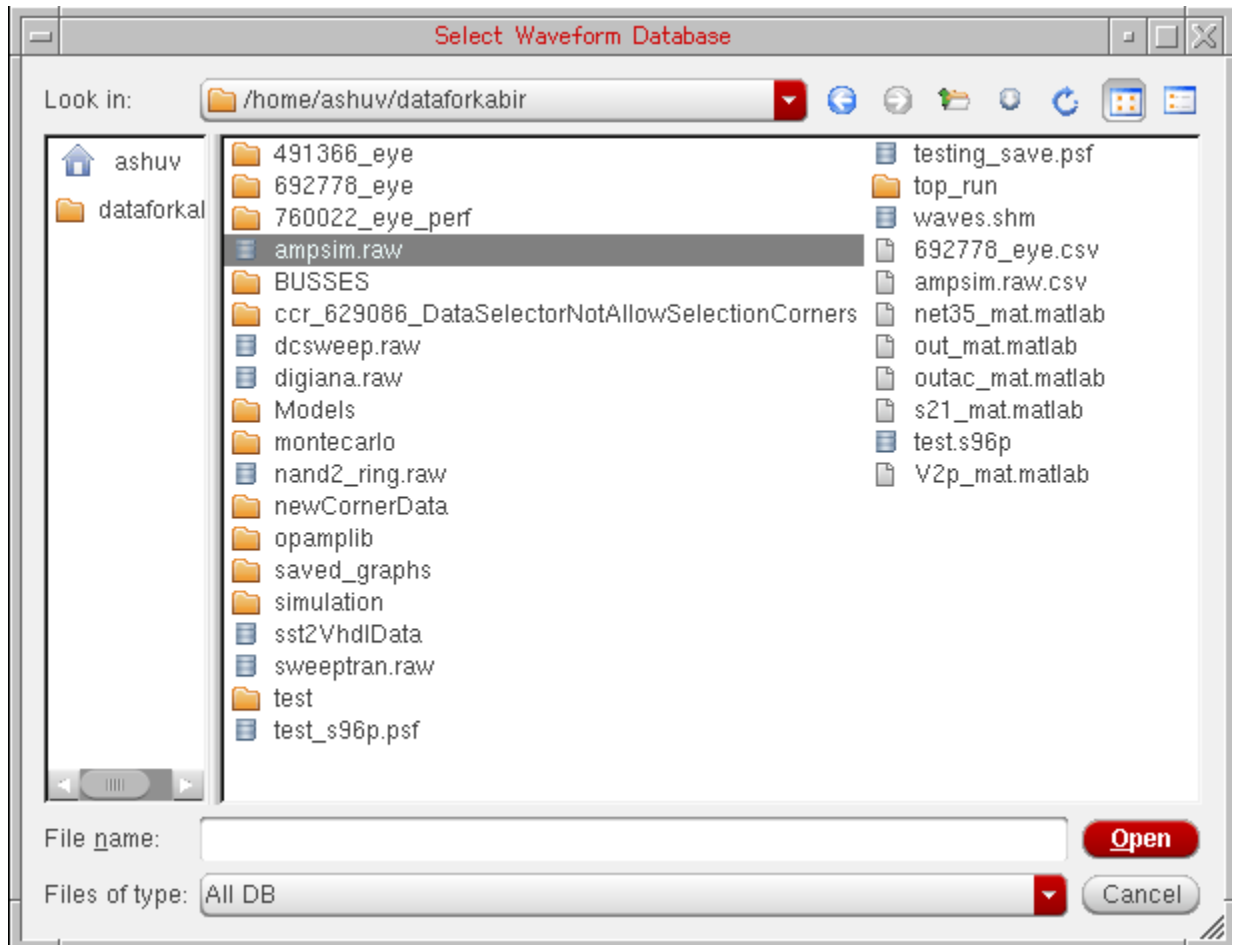 Select Waveform Database
Look in: /home/ashuv/dataforkabir
ashuv
dataforkal
491366_eye
692778_eye
760022_eye_perf
ampsim.raw
BUSSES
ccr_629086_DataSelectorNotAllowSelectionCorners
dcsweep.raw
digiana.raw
Models
montecarlo
nand2_ring.raw
newCornerData
opamplib
saved_graphs
simulation
sst2VhdlData
sweeptran.raw
test
test_s96p.psf
testing_save.psf
top_run
waves.shm
692778_eye.csv
ampsim.raw.csv
net35_mat.matlab
out_mat.matlab
outac_mat.matlab
s21_mat.matlab
test.s96p
V2p_mat.matlab
File name: Open
Files of type: All DB Cancel